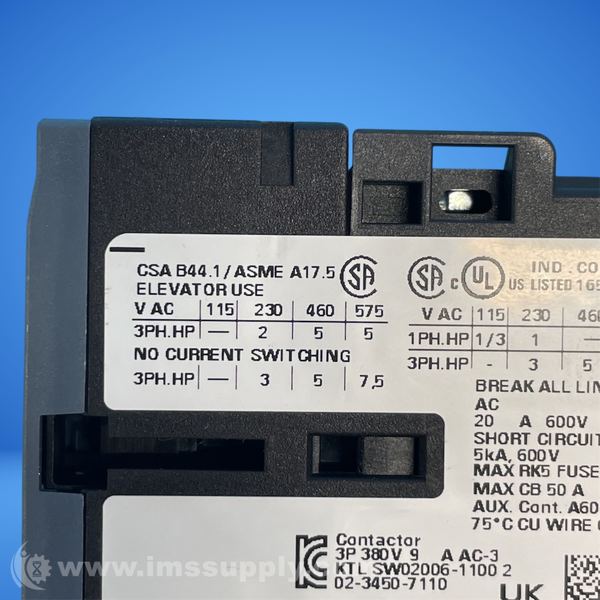 CSA B44.1/ASME A17.5
ELEVATOR USE
V AC 115 230 460 575
3PH.HP — 2 5 5
NO CURRENT SWITCHING
3PH.HP — 3 5 7,5
IND. CO
c UL US LISTED 165
V AC 115 230 460
1PH.HP 1/3 1 —
3PH.HP - 3 5
BREAK ALL LIN
AC
20 A 600V
SHORT CIRCUIT
5kA, 600V
MAX RK5 FUSE
MAX CB 50 A
AUX. Cont. A60
75°C CU WIRE
Contactor
3P 380V 9 A AC-3
KTL SW02006-1100 2
02-3450-7110
UK
© www.imssupply.com